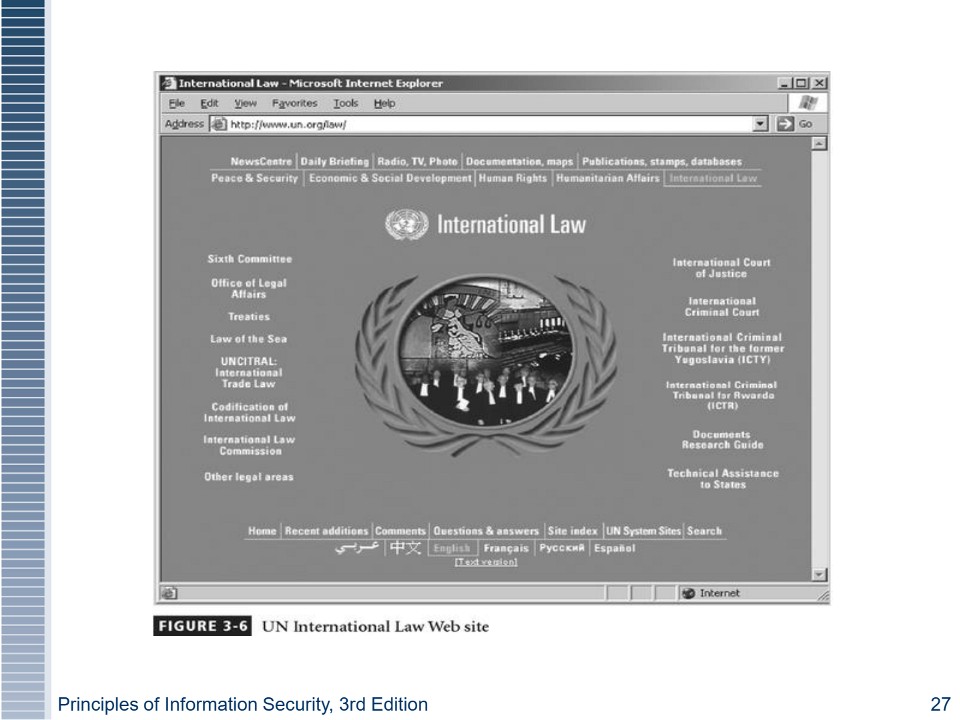 International Law - Microsoft Internet Explorer
File Edit View Favorites Tools Help
Address http://www.un.org/law/ Go
NewsCentre | Daily Briefing | Radio, TV, Photo | Documentation, maps | Publications, stamps, databases
Peace & Security | Economic & Social Development | Human Rights | Humanitarian Affairs | International Law
International Law
Sixth Committee
Office of Legal
Affairs
Treaties
Law of the Sea
UNCITRAL:
International
Trade Law
Codification of
International Law
International Law
Commission
Other legal areas
International Court
of Justice
International
Criminal Court
International Criminal
Tribunal for the former
Yugoslavia (ICTY)
International Criminal
Tribunal for Rwanda
(ICTR)
Documents
Research Guide
Technical Assistance
to States
Home | Recent additions | Comments | Questions & answers | Site index | UN System Sites | Search
عربي | 中文 | English | Français | Русский | Español
[Text version]
Internet
FIGURE 3-6 UN International Law Web site
Principles of Information Security, 3rd Edition
27